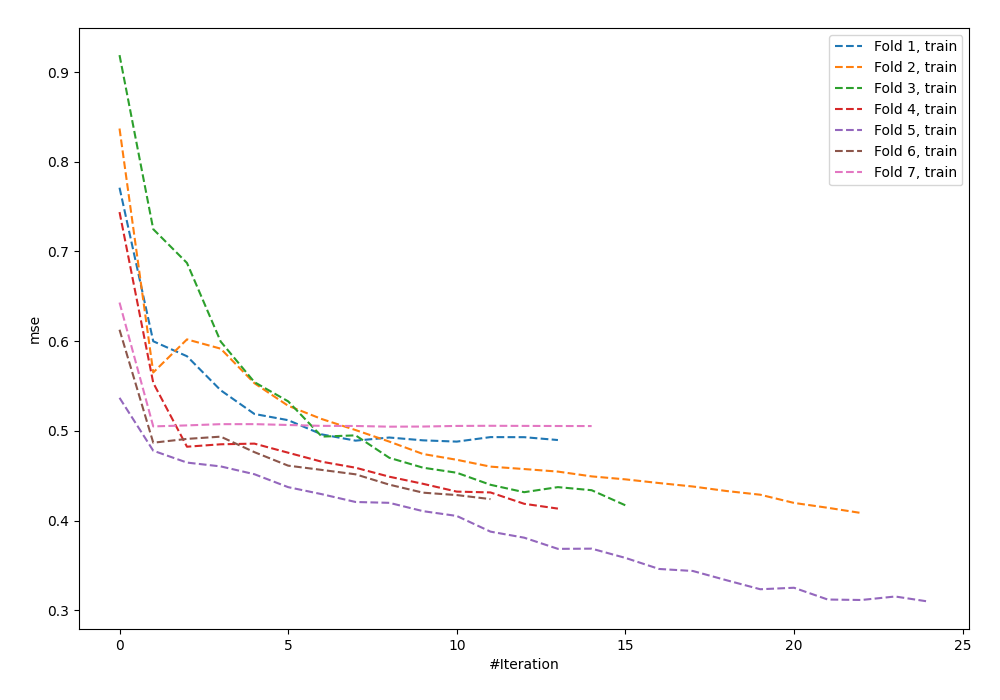 0.9
0.8
0.7
0.6
0.5
0.4
0.3
mse
0 5 10 15 20 25
#Iteration
Fold 1, train
Fold 2, train
Fold 3, train
Fold 4, train
Fold 5, train
Fold 6, train
Fold 7, train